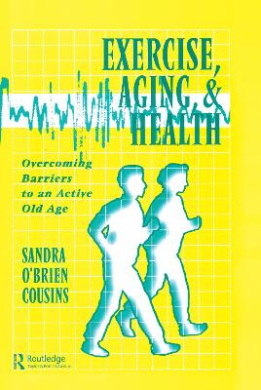 EXERCISE,
AGING, &
HEALTH
Overcoming
Barriers
to an Active
Old Age
SANDRA
O'BRIEN
COUSINS
Routledge